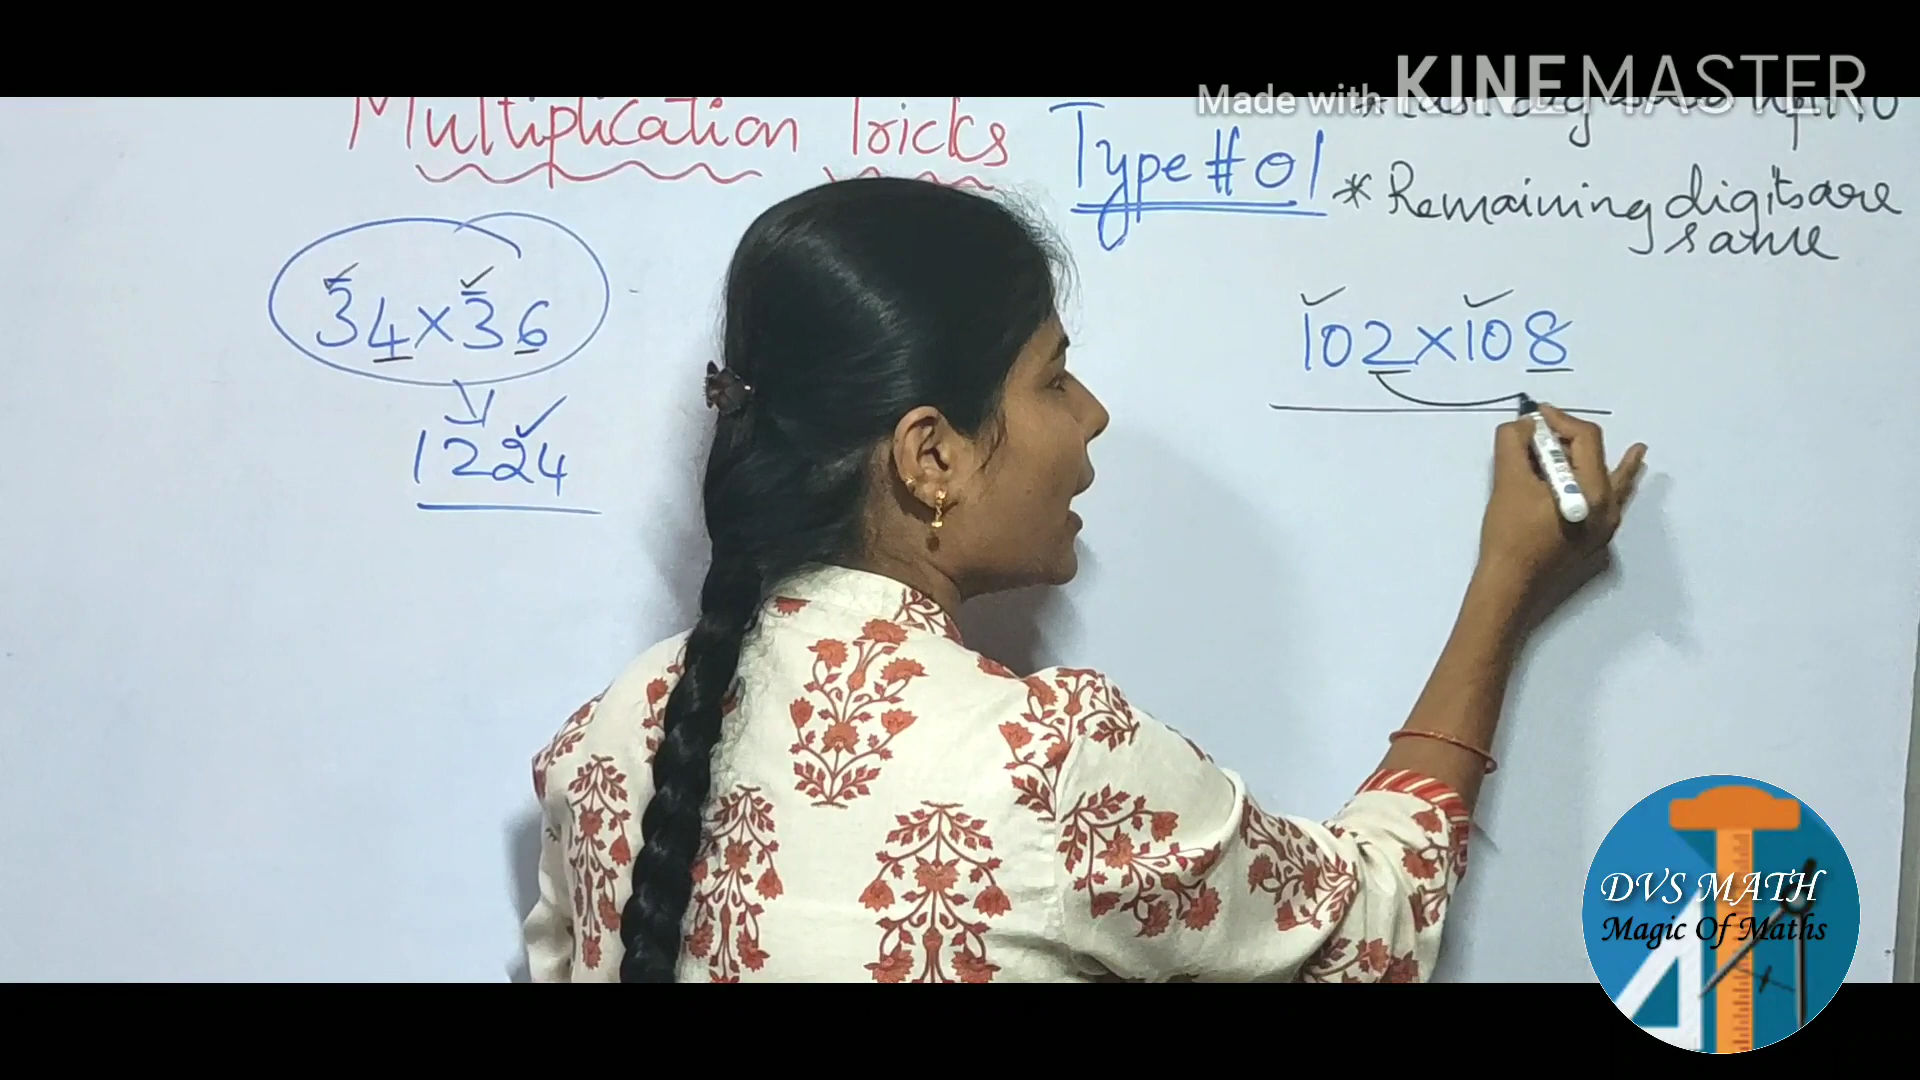 Made with KINEMASTER
Multiplication Tricks
Type # 01
* Remaining digits are
same
34×36
1224
102×108
DVS MATH
Magic Of Maths